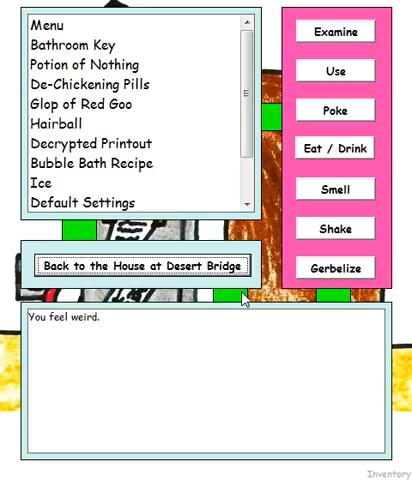 Menu
Bathroom Key
Potion of Nothing
De-Chickening Pills
Glop of Red Goo
Hairball
Decrypted Printout
Bubble Bath Recipe
Ice
Default Settings
Examine
Use
Poke
Eat / Drink
Smell
Shake
Gerbelize
Back to the House at Desert Bridge
You feel weird.
Inventory